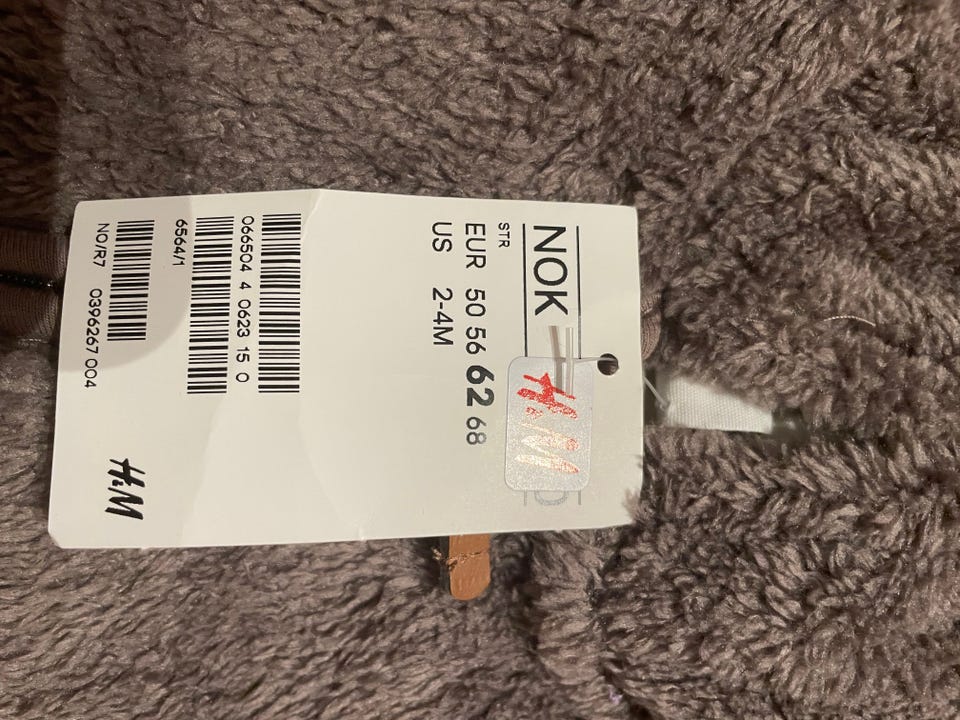 NOK
H&M
STR
EUR 50 56 62 68
US 2-4M
066504 4 0623 15 0
6564/1
NO/R7 0396267 004
H&M